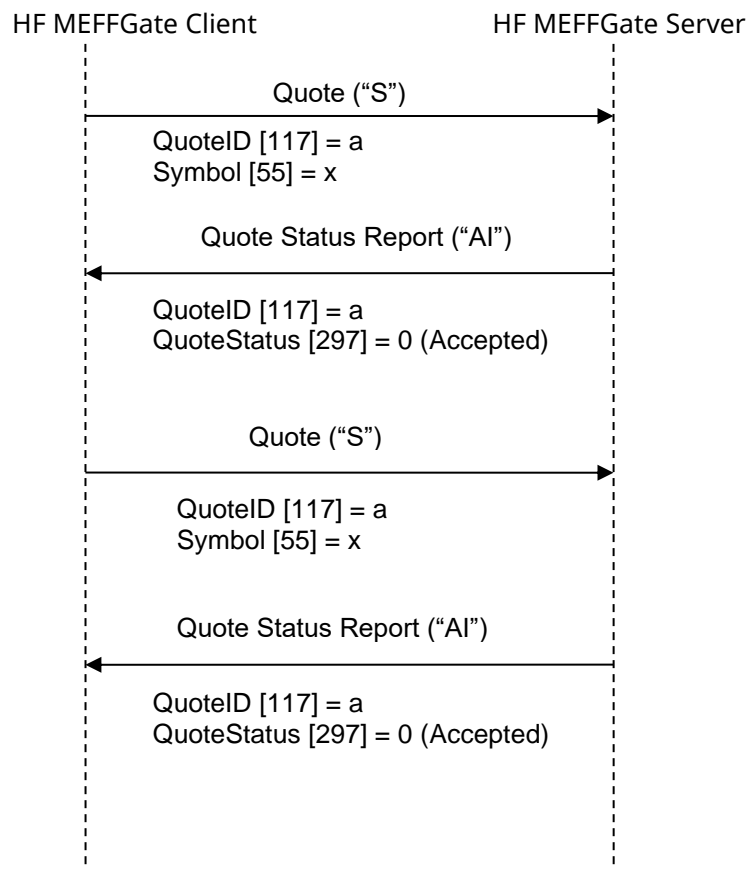 HF MEFFGate Client
HF MEFFGate Server
Quote (“S”)
QuoteID [117] = a
Symbol [55] = x
Quote Status Report (“AI”)
QuoteID [117] = a
QuoteStatus [297] = 0 (Accepted)
Quote (“S”)
QuoteID [117] = a
Symbol [55] = x
Quote Status Report (“AI”)
QuoteID [117] = a
QuoteStatus [297] = 0 (Accepted)